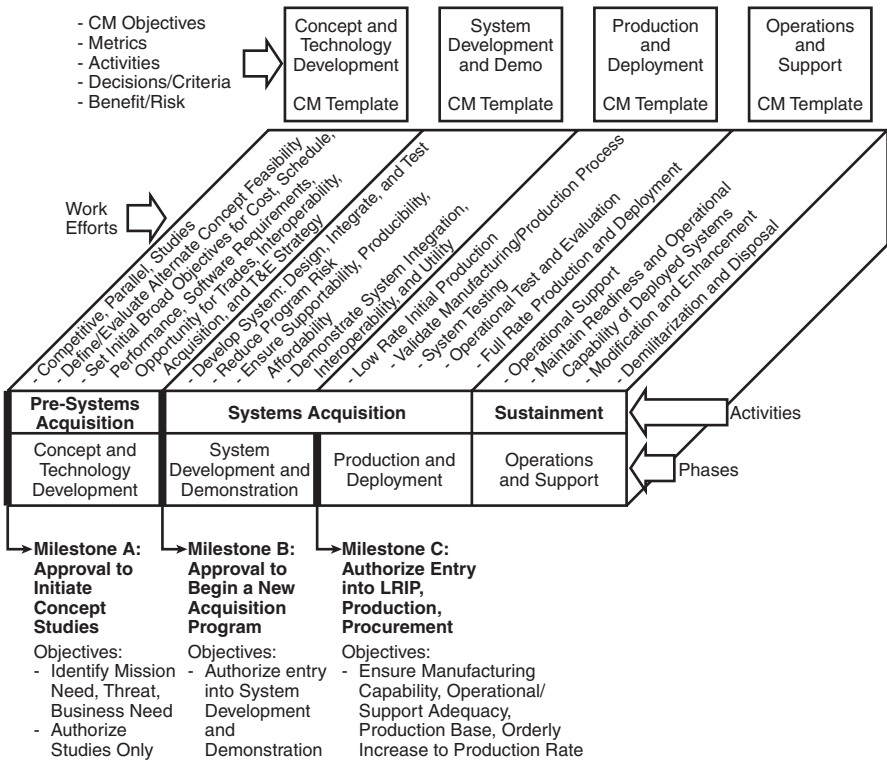 - CM Objectives
- Metrics
- Activities
- Decisions/Criteria
- Benefit/Risk
Concept and
Technology
Development
CM Template
System
Development
and Demo
CM Template
Production
and
Deployment
CM Template
Operations
and
Support
CM Template
Work
Efforts
- Competitive, Parallel, Studies
- Define/Evaluate Alternate Concept Feasibility
- Set Initial Broad Objectives for Cost, Schedule,
Performance, Software Requirements,
Opportunity for Trades, Interoperability,
Acquisition, and T&E Strategy
- Develop System: Design, Integrate, and Test
- Reduce Program Risk
- Ensure Supportability, Producibility,
Affordability
- Demonstrate System Integration,
Interoperability, and Utility
- Low Rate Initial Production
- Validate Manufacturing/Production Process
- System Testing
- Operational Test and Evaluation
- Full Rate Production and Deployment
- Operational Support
- Maintain Readiness and Operational
Capability of Deployed Systems
- Modification and Enhancement
- Demilitarization and Disposal
Pre-Systems
Acquisition
Systems Acquisition
Sustainment
Activities
Concept and
Technology
Development
System
Development and
Demonstration
Production and
Deployment
Operations
and Support
Phases
Milestone A:
Approval to
Initiate
Concept
Studies
Objectives:
- Identify Mission
Need, Threat,
Business Need
- Authorize
Studies Only
Milestone B:
Approval to
Begin a New
Acquisition
Program
Objectives:
- Authorize entry
into System
Development
and
Demonstration
Milestone C:
Authorize Entry
into LRIP,
Production,
Procurement
Objectives:
- Ensure Manufacturing
Capability, Operational/
Support Adequacy,
Production Base, Orderly
Increase to Production Rate